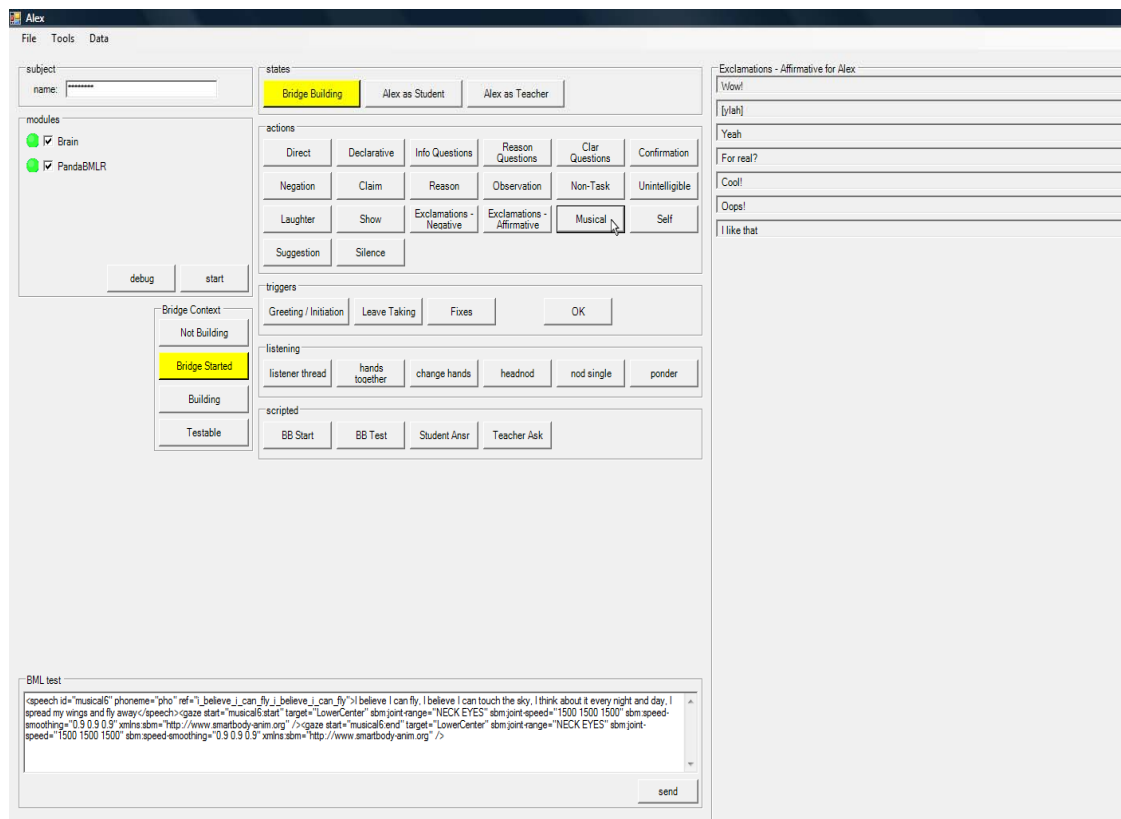 Alex
File Tools Data
subject
name: ********
modules
Brain
PandaBMLR
debug start
Bridge Context
Not Building
Bridge Started
Building
Testable
states
Bridge Building Alex as Student Alex as Teacher
actions
Direct Declarative Info Questions Reason Questions Clar Questions Confirmation
Negation Claim Reason Observation Non-Task Unintelligible
Laughter Show Exclamations - Negative Exclamations - Affirmative Musical Self
Suggestion Silence
triggers
Greeting / Initiation Leave Taking Fixes OK
listening
listener thread hands together change hands headnod nod single ponder
scripted
BB Start BB Test Student Ansr Teacher Ask
Exclamations - Affirmative for Alex
Wow!
[ylah]
Yeah
For real?
Cool!
Oops!
I like that
BML test
<speech id="musical6" phoneme="pho" ref="i_believe_i_can_fly_i_believe_i_can_fly">I believe I can fly, I believe I can touch the sky, I think about it every night and day, I
spread my wings and fly away</speech><gaze start="musical6:start" target="LowerCenter" sbm:joint-range="NECK EYES" sbm:joint-speed="1500 1500 1500" sbm:speed-
smoothing="0.9 0.9 0.9" xmlns:sbm="http://www.smartbody-anim.org" /><gaze start="musical6:end" target="LowerCenter" sbm:joint-range="NECK EYES" sbm:joint-
speed="1500 1500 1500" sbm:speed-smoothing="0.9 0.9 0.9" xmlns:sbm="http://www.smartbody-anim.org" />
send